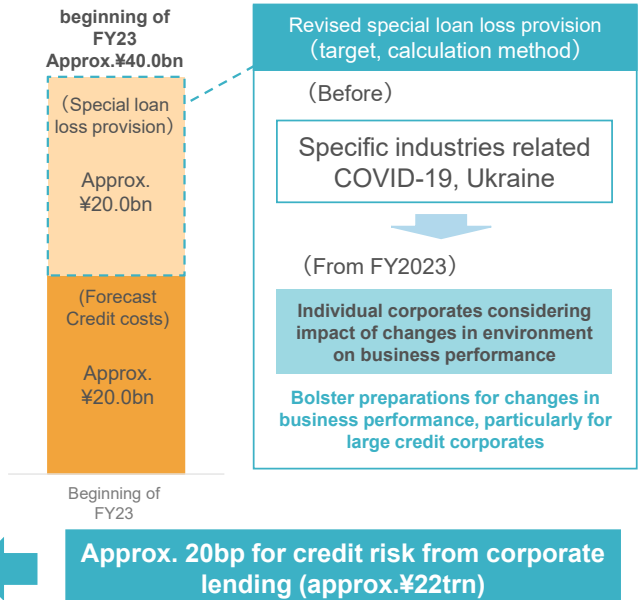 beginning of
FY23
Approx.¥40.0bn
（Special loan
loss provision）
Approx.
¥20.0bn
(Forecast
Credit costs)
Approx.
¥20.0bn
Beginning of
FY23
Revised special loan loss provision
（target, calculation method）
（Before）
Specific industries related
COVID-19, Ukraine
（From FY2023）
Individual corporates considering
impact of changes in environment
on business performance
Bolster preparations for changes in
business performance, particularly for
large credit corporates
Approx. 20bp for credit risk from corporate
lending (approx.¥22trn)